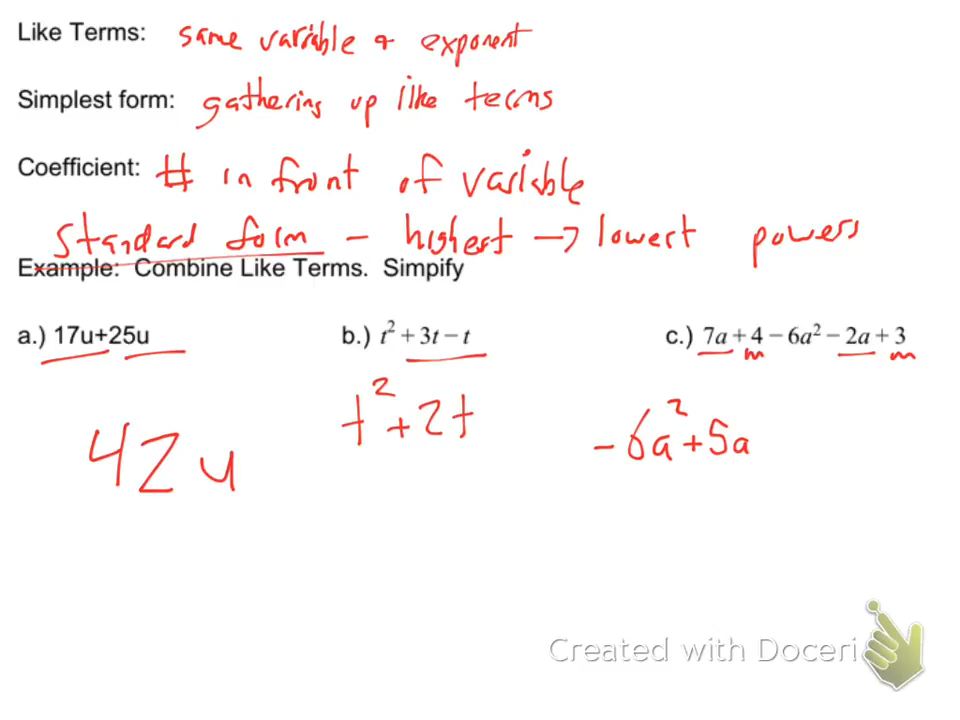 Like Terms: same variable & exponent
Simplest form: gathering up like terms
Coefficient: # in front of variable
standard form - highest → lowest powers
Example: Combine Like Terms. Simpify
a.) 17u+25u b.) t² + 3t – t c.) 7a + 4 – 6a² – 2a + 3
42u t² + 2t -6a² + 5a
Created with Doceri